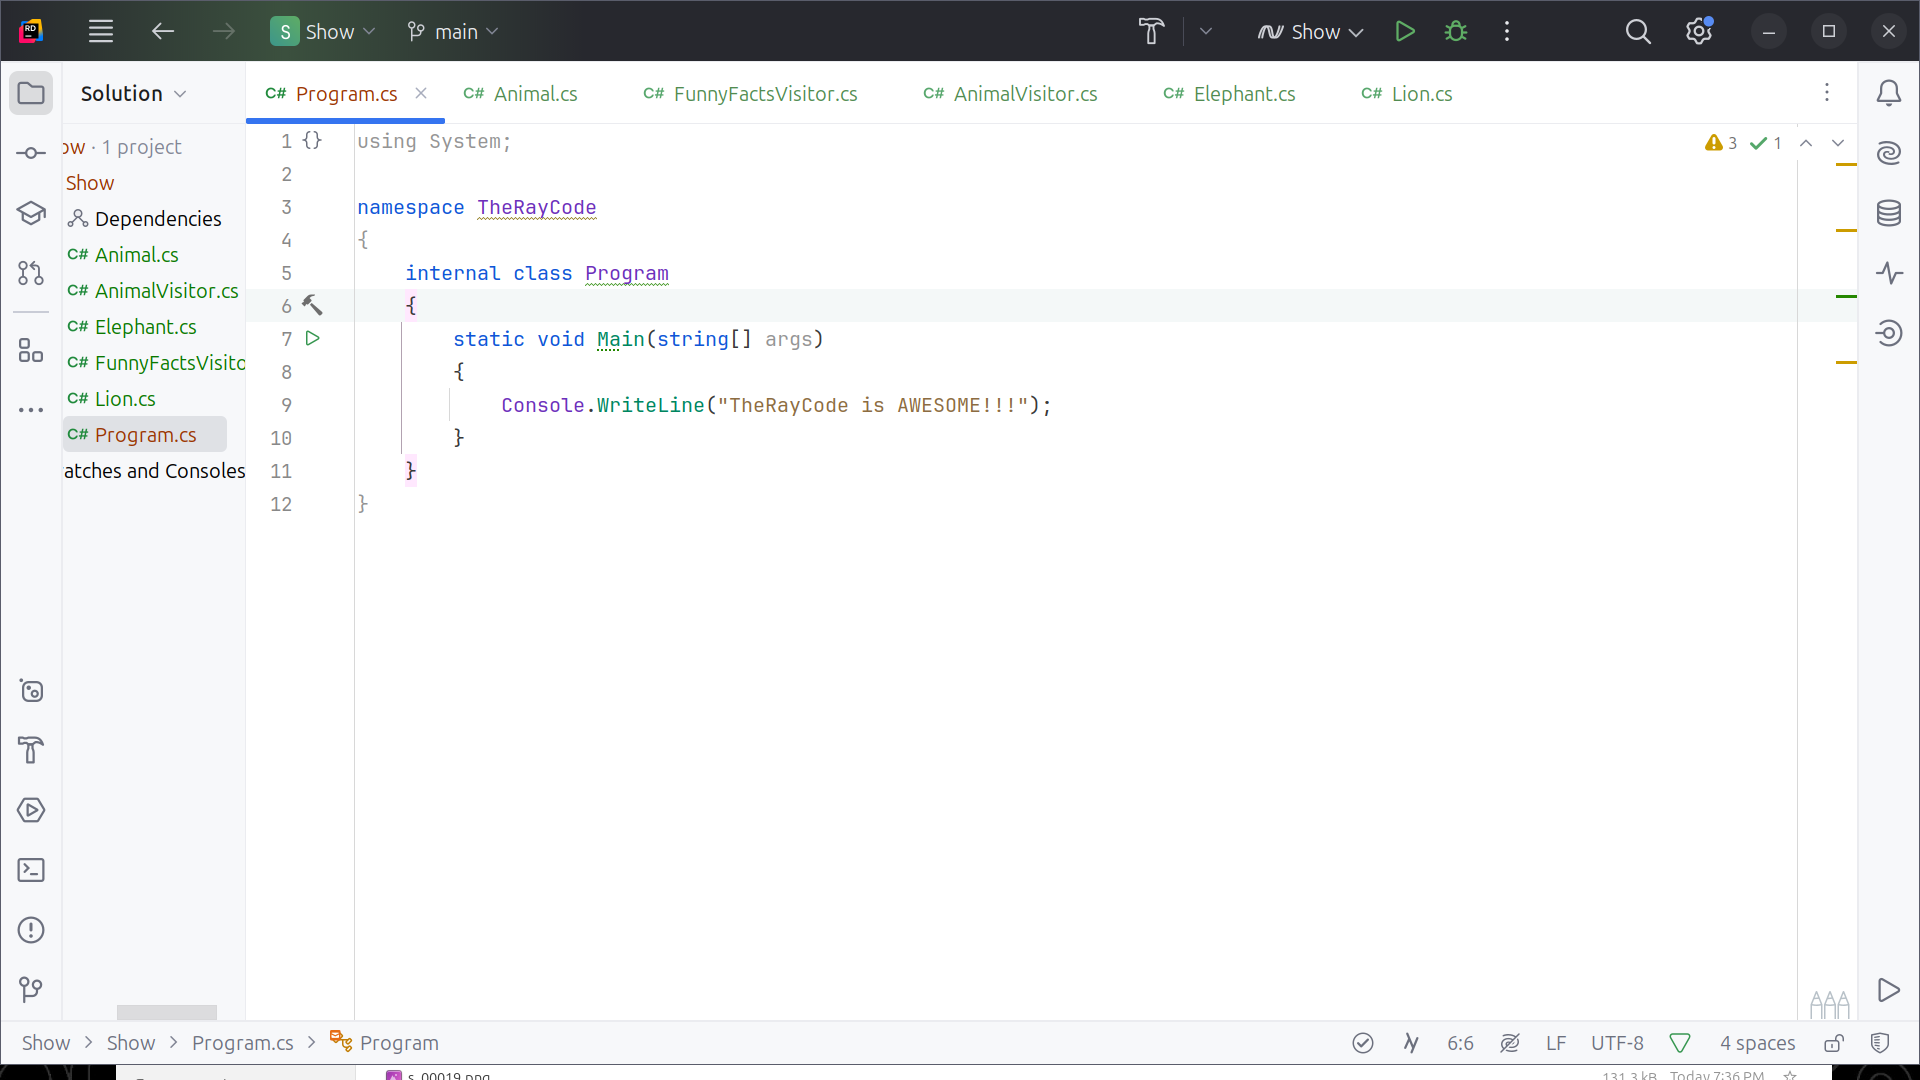 RD
S Show
main
Show
Solution
C# Program.cs
C# Animal.cs
C# FunnyFactsVisitor.cs
C# AnimalVisitor.cs
C# Elephant.cs
C# Lion.cs
ow · 1 project
Show
Dependencies
C# Animal.cs
C# AnimalVisitor.cs
C# Elephant.cs
C# FunnyFactsVisito
C# Lion.cs
C# Program.cs
atches and Consoles
3 1
1 {} using System;
2
3 namespace TheRayCode
4 {
5 internal class Program
6 {
7 static void Main(string[] args)
8 {
9 Console.WriteLine("TheRayCode is AWESOME!!!");
10 }
11 }
12 }
Show > Show > Program.cs > Program
6:6 LF UTF-8 4 spaces
s_00019.png 131.3 kB Today 7:36 PM